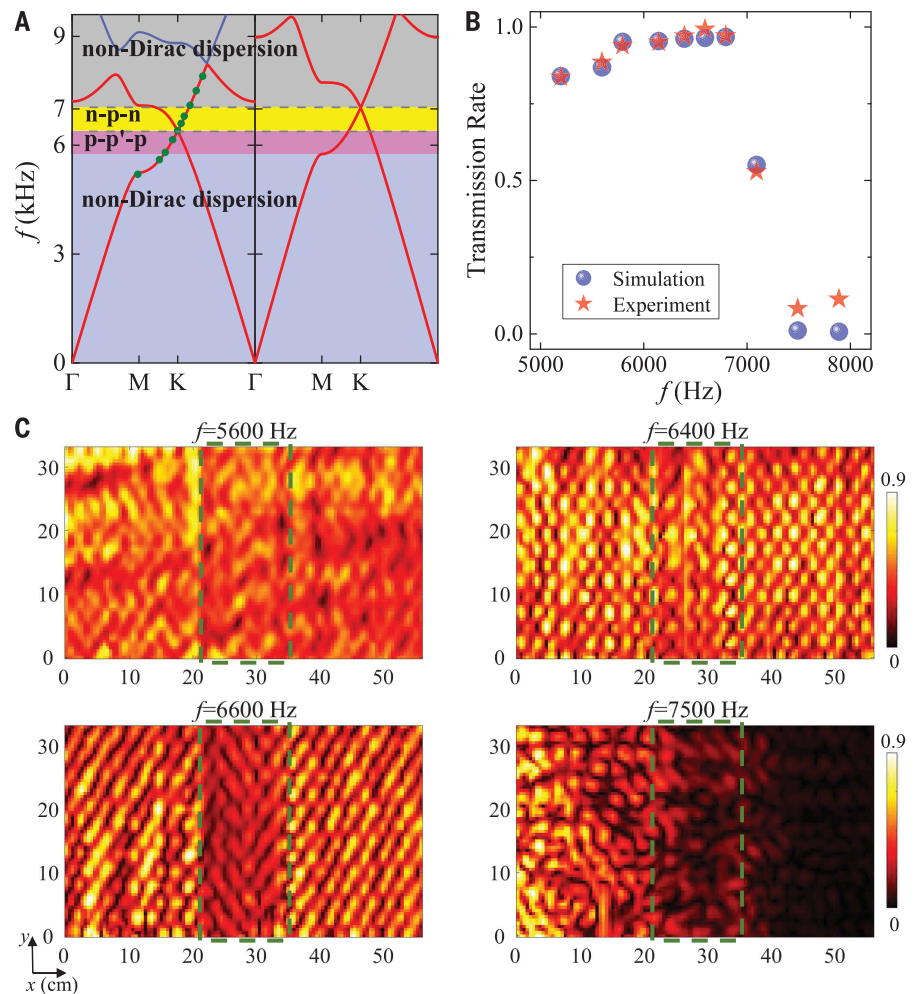 A
9
7
6
3
0
f (kHz)
non-Dirac dispersion
n-p-n
p-p'-p
non-Dirac dispersion
Γ M K Γ M K
B
1.0
0.5
0.0
Transmission Rate
Simulation
Experiment
5000 6000 7000 8000
f (Hz)
C
f=5600 Hz
30
20
10
0
0 10 20 30 40 50
f=6400 Hz
30
20
10
0
0 10 20 30 40 50
0.9
0
f=6600 Hz
30
20
10
0
0 10 20 30 40 50
y
x (cm)
f=7500 Hz
30
20
10
0
0 10 20 30 40 50
0.9
0